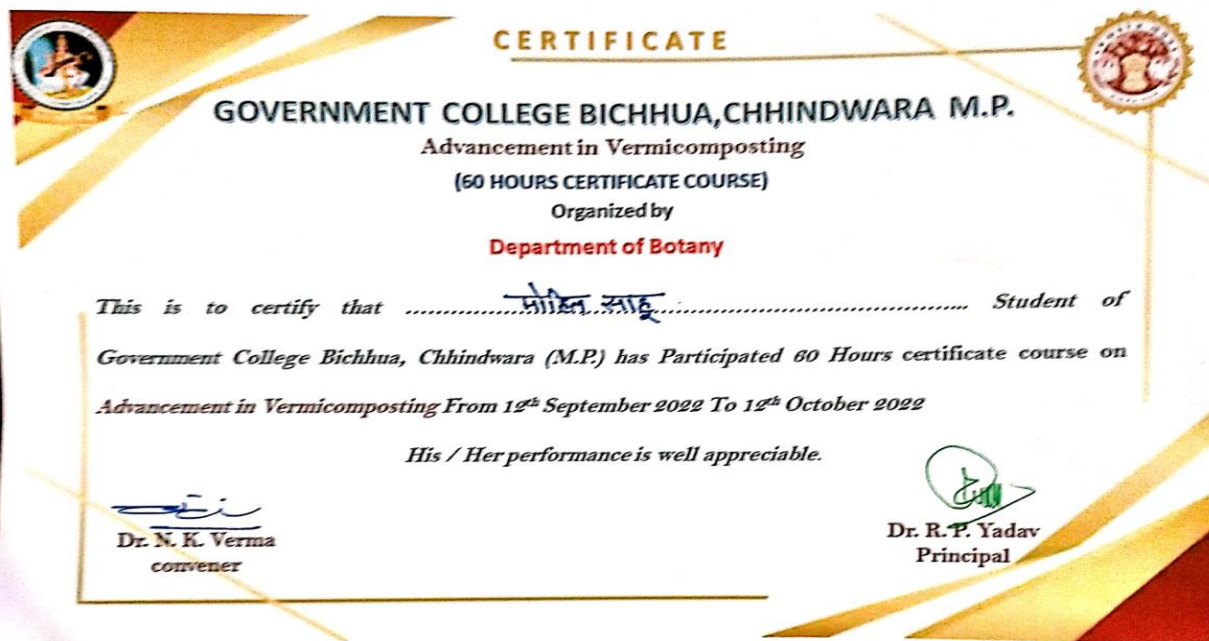 CERTIFICATE
GOVERNMENT COLLEGE BICHHUA,CHHINDWARA M.P.
Advancement in Vermicomposting
(60 HOURS CERTIFICATE COURSE)
Organized by
Department of Botany
This is to certify that .....................मोहित साहू........................................... Student of
Government College Bichhua, Chhindwara (M.P.) has Participated 60 Hours certificate course on
Advancement in Vermicomposting From 12th September 2022 To 12th October 2022
His / Her performance is well appreciable.
Dr. N. K. Verma
convener
Dr. R. P. Yadav
Principal